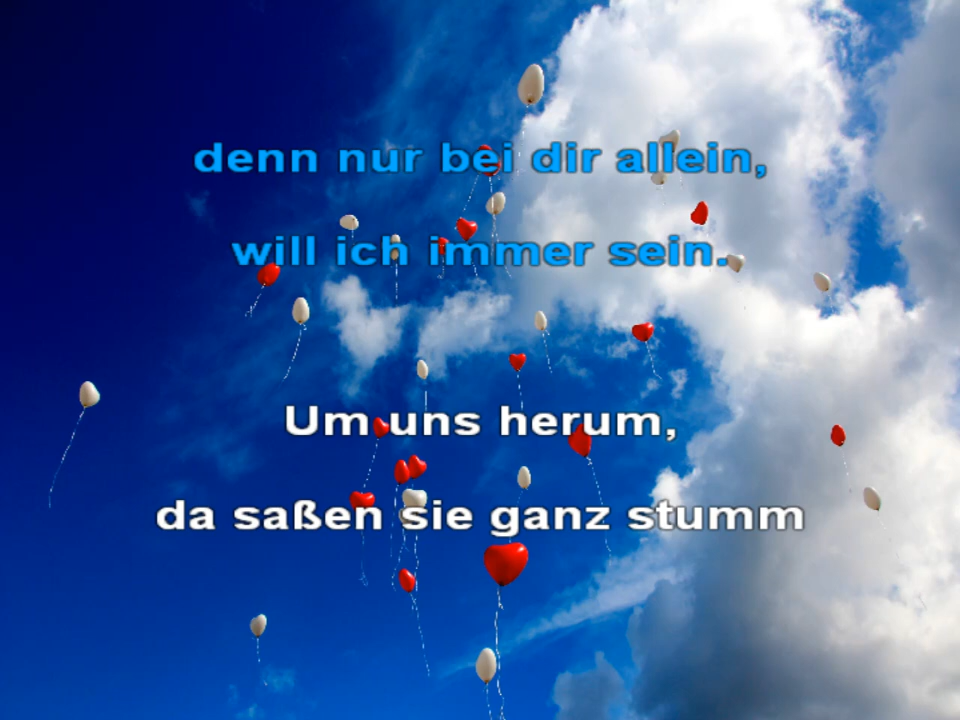 denn nur bei dir allein,
will ich immer sein.
Um uns herum,
da saßen sie ganz stumm